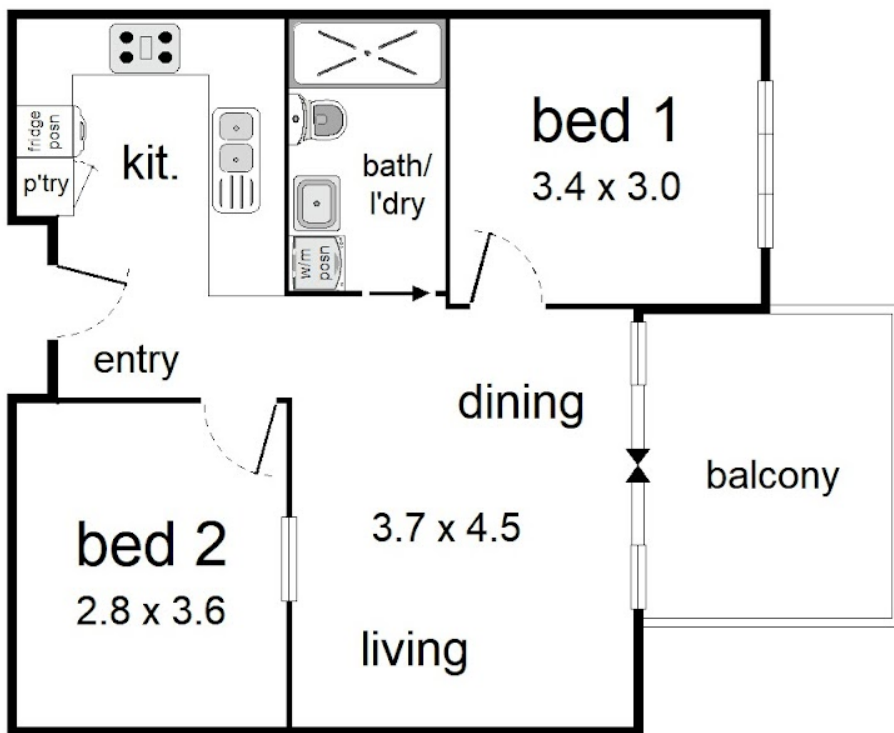 fridge
posn
p'try
kit.
bath/
l'dry
w/m
posn
bed 1
3.4 x 3.0
entry
dining
balcony
bed 2
2.8 x 3.6
3.7 x 4.5
living